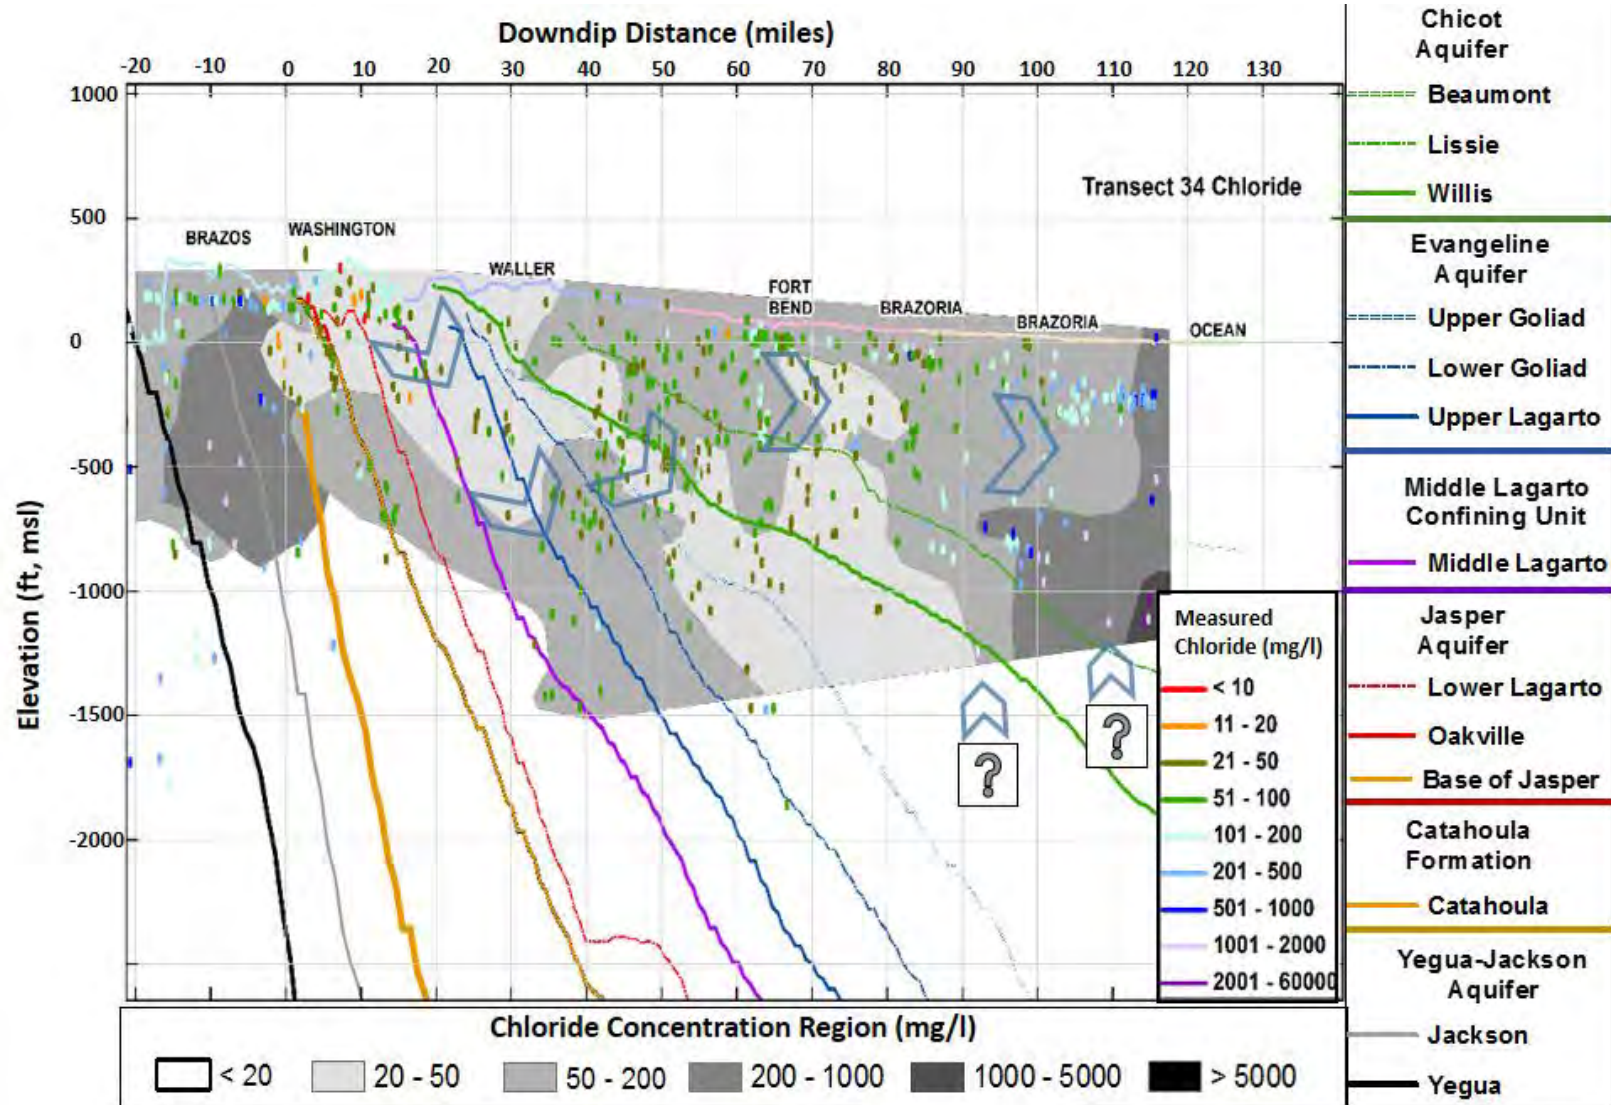 Downdip Distance (miles)
-20 -10 0 10 20 30 40 50 60 70 80 90 100 110 120 130
1000
500
0
-500
-1000
-1500
-2000
Elevation (ft, msl)
Transect 34 Chloride
BRAZOS
WASHINGTON
WALLER
FORT
BEND
BRAZORIA
BRAZORIA
OCEAN
?
?
Measured
Chloride (mg/l)
< 10
11 - 20
21 - 50
51 - 100
101 - 200
201 - 500
501 - 1000
1001 - 2000
2001 - 60000
Chloride Concentration Region (mg/l)
< 20 20 - 50 50 - 200 200 - 1000 1000 - 5000 > 5000
Chicot
Aquifer
Beaumont
Lissie
Willis
Evangeline
Aquifer
Upper Goliad
Lower Goliad
Upper Lagarto
Middle Lagarto
Confining Unit
Middle Lagarto
Jasper
Aquifer
Lower Lagarto
Oakville
Base of Jasper
Catahoula
Formation
Catahoula
Yegua-Jackson
Aquifer
Jackson
Yegua